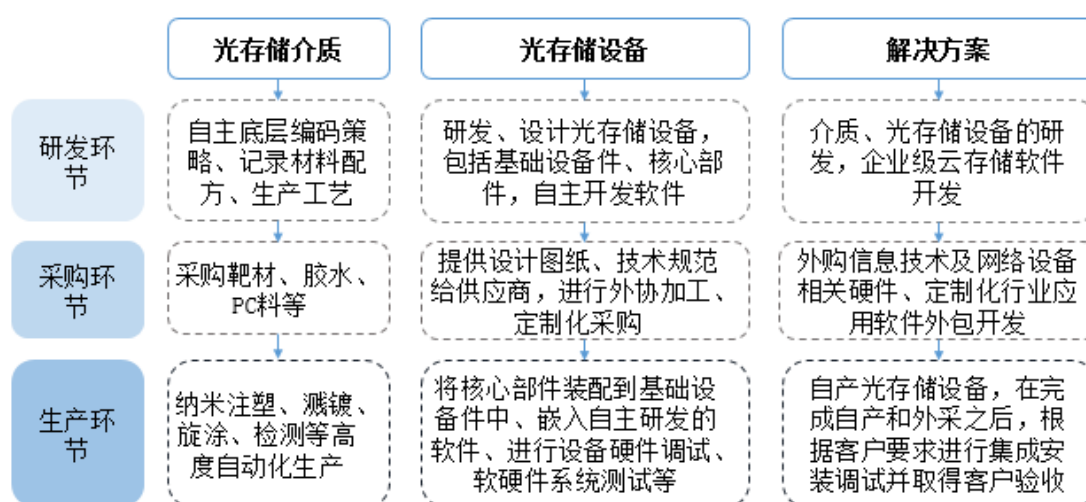 光存储介质
光存储设备
解决方案
研发环
节
自主底层编码策
略、记录材料配
方、生产工艺
研发、设计光存储设备，
包括基础设备件、核心部
件，自主开发软件
介质、光存储设备的研
发，企业级云存储软件
开发
采购环
节
采购靶材、胶水、
PC料等
提供设计图纸、技术规范
给供应商，进行外协加工、
定制化采购
外购信息技术及网络设备
相关硬件、定制化行业应
用软件外包开发
生产环
节
纳米注塑、溅镀、
旋涂、检测等高
度自动化生产
将核心部件装配到基础设
备件中、嵌入自主研发的
软件、进行设备硬件调试、
软硬件系统测试等
自产光存储设备，在完
成自产和外采之后，根
据客户要求进行集成安
装调试并取得客户验收